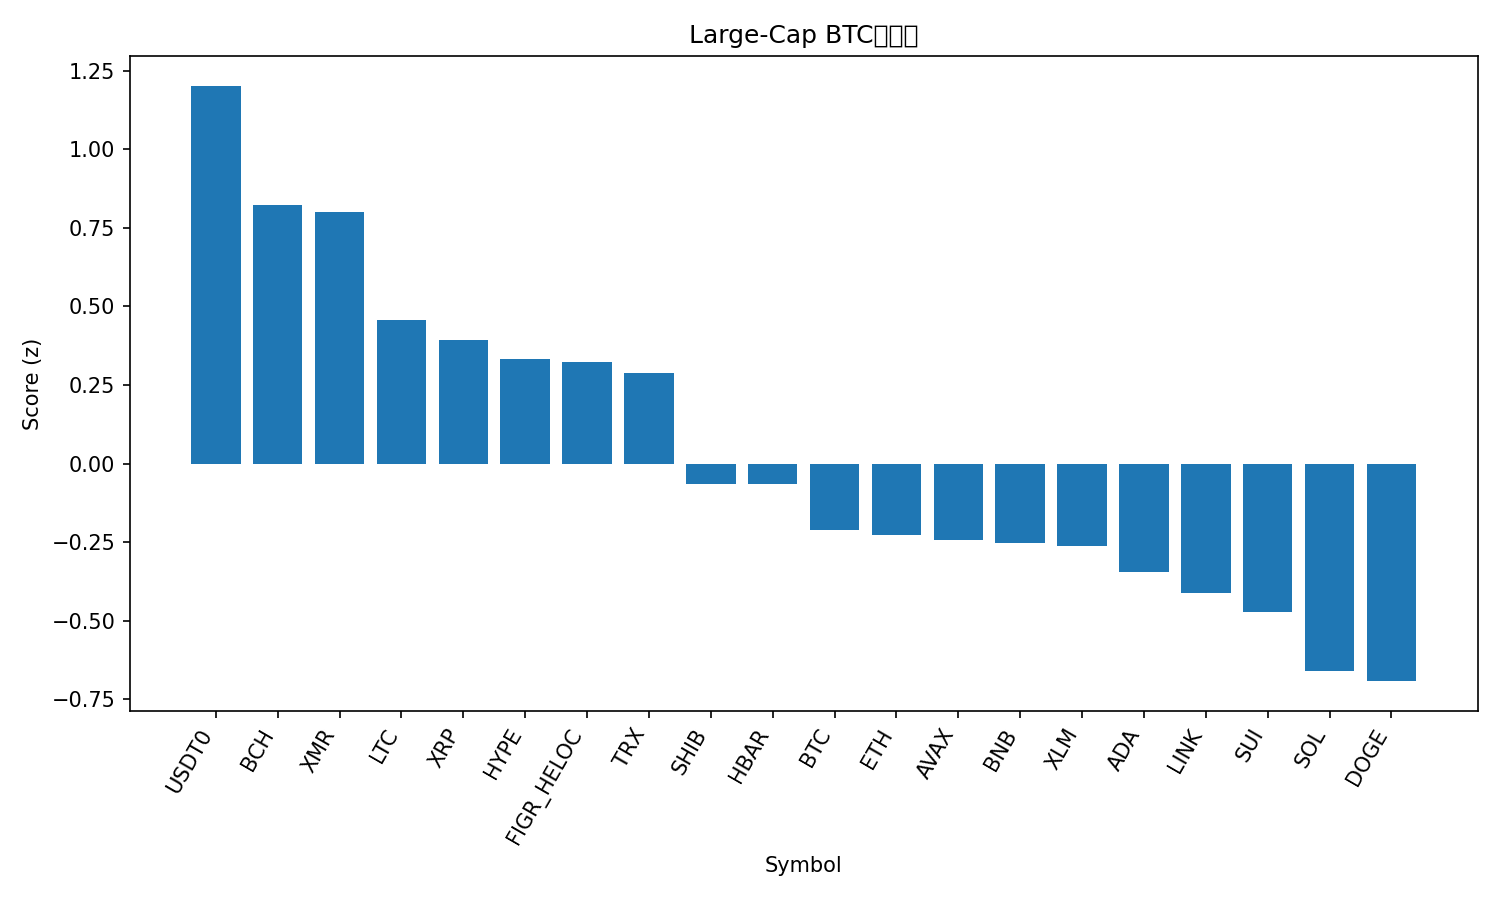 Large-Cap BTC
1.25
1.00
0.75
0.50
0.25
0.00
−0.25
−0.50
−0.75
Score (z)
USDT0
BCH
XMR
LTC
XRP
HYPE
FIGR_HELOC
TRX
SHIB
HBAR
BTC
ETH
AVAX
BNB
XLM
ADA
LINK
SUI
SOL
DOGE
Symbol